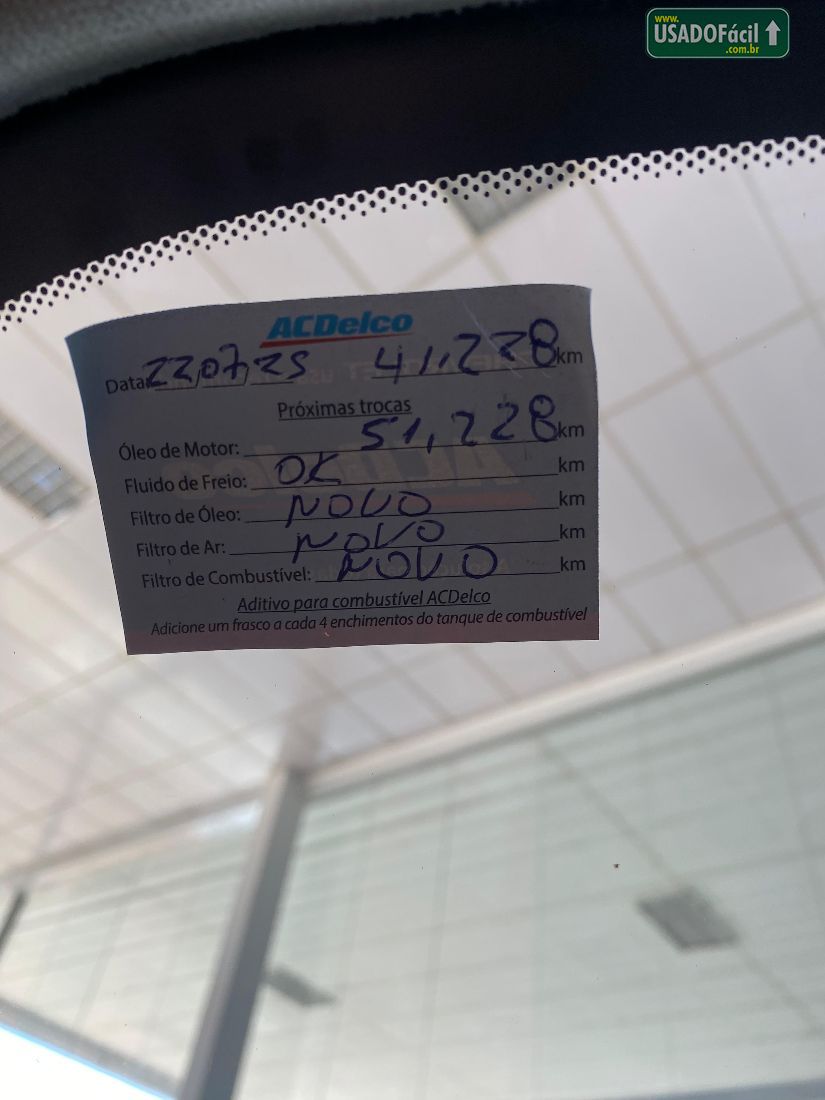 www.
USADOFácil
.com.br
ACDelco
Data 22,07,25 41,228 km
Próximas trocas
Óleo de Motor: 51,228 km
Fluido de Freio: OK km
Filtro de Óleo: NOVO km
Filtro de Ar: NOVO km
Filtro de Combustível: NOVO km
Aditivo para combustível ACDelco
Adicione um frasco a cada 4 enchimentos do tanque de combustível